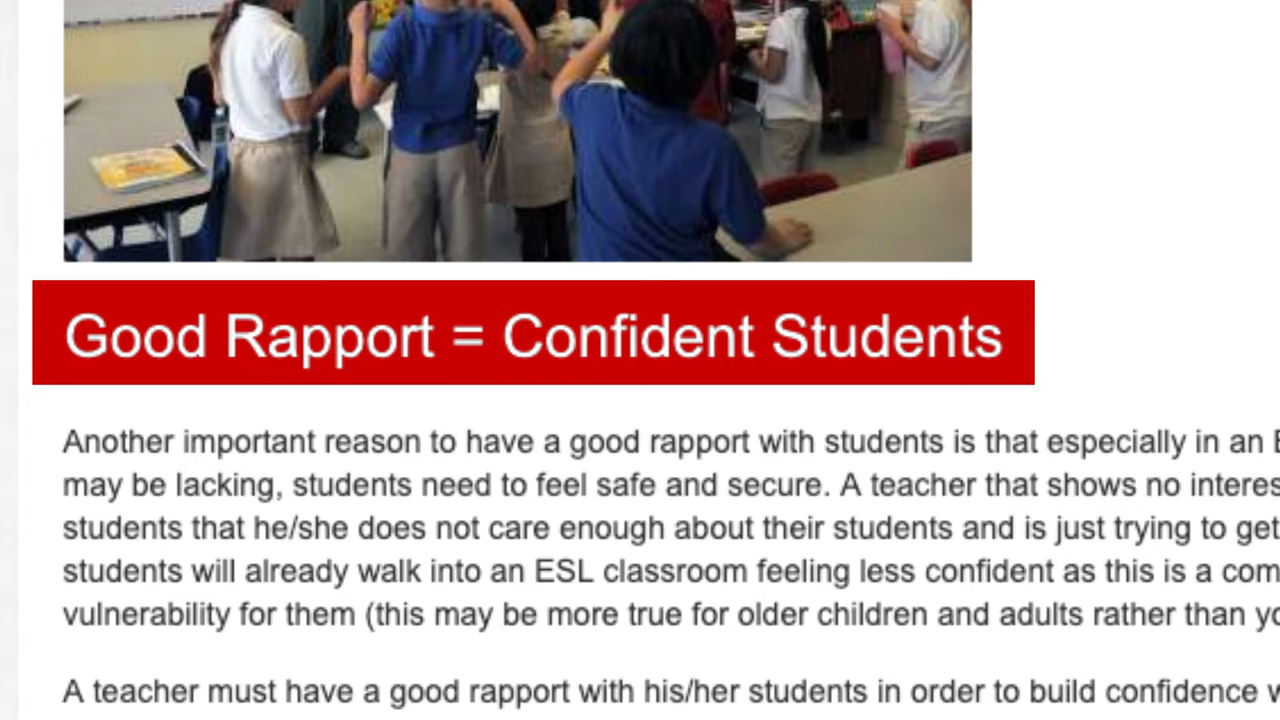 Good Rapport = Confident Students
Another important reason to have a good rapport with students is that especially in an
may be lacking, students need to feel safe and secure. A teacher that shows no interes
students that he/she does not care enough about their students and is just trying to get
students will already walk into an ESL classroom feeling less confident as this is a com
vulnerability for them (this may be more true for older children and adults rather than yo
A teacher must have a good rapport with his/her students in order to build confidence w